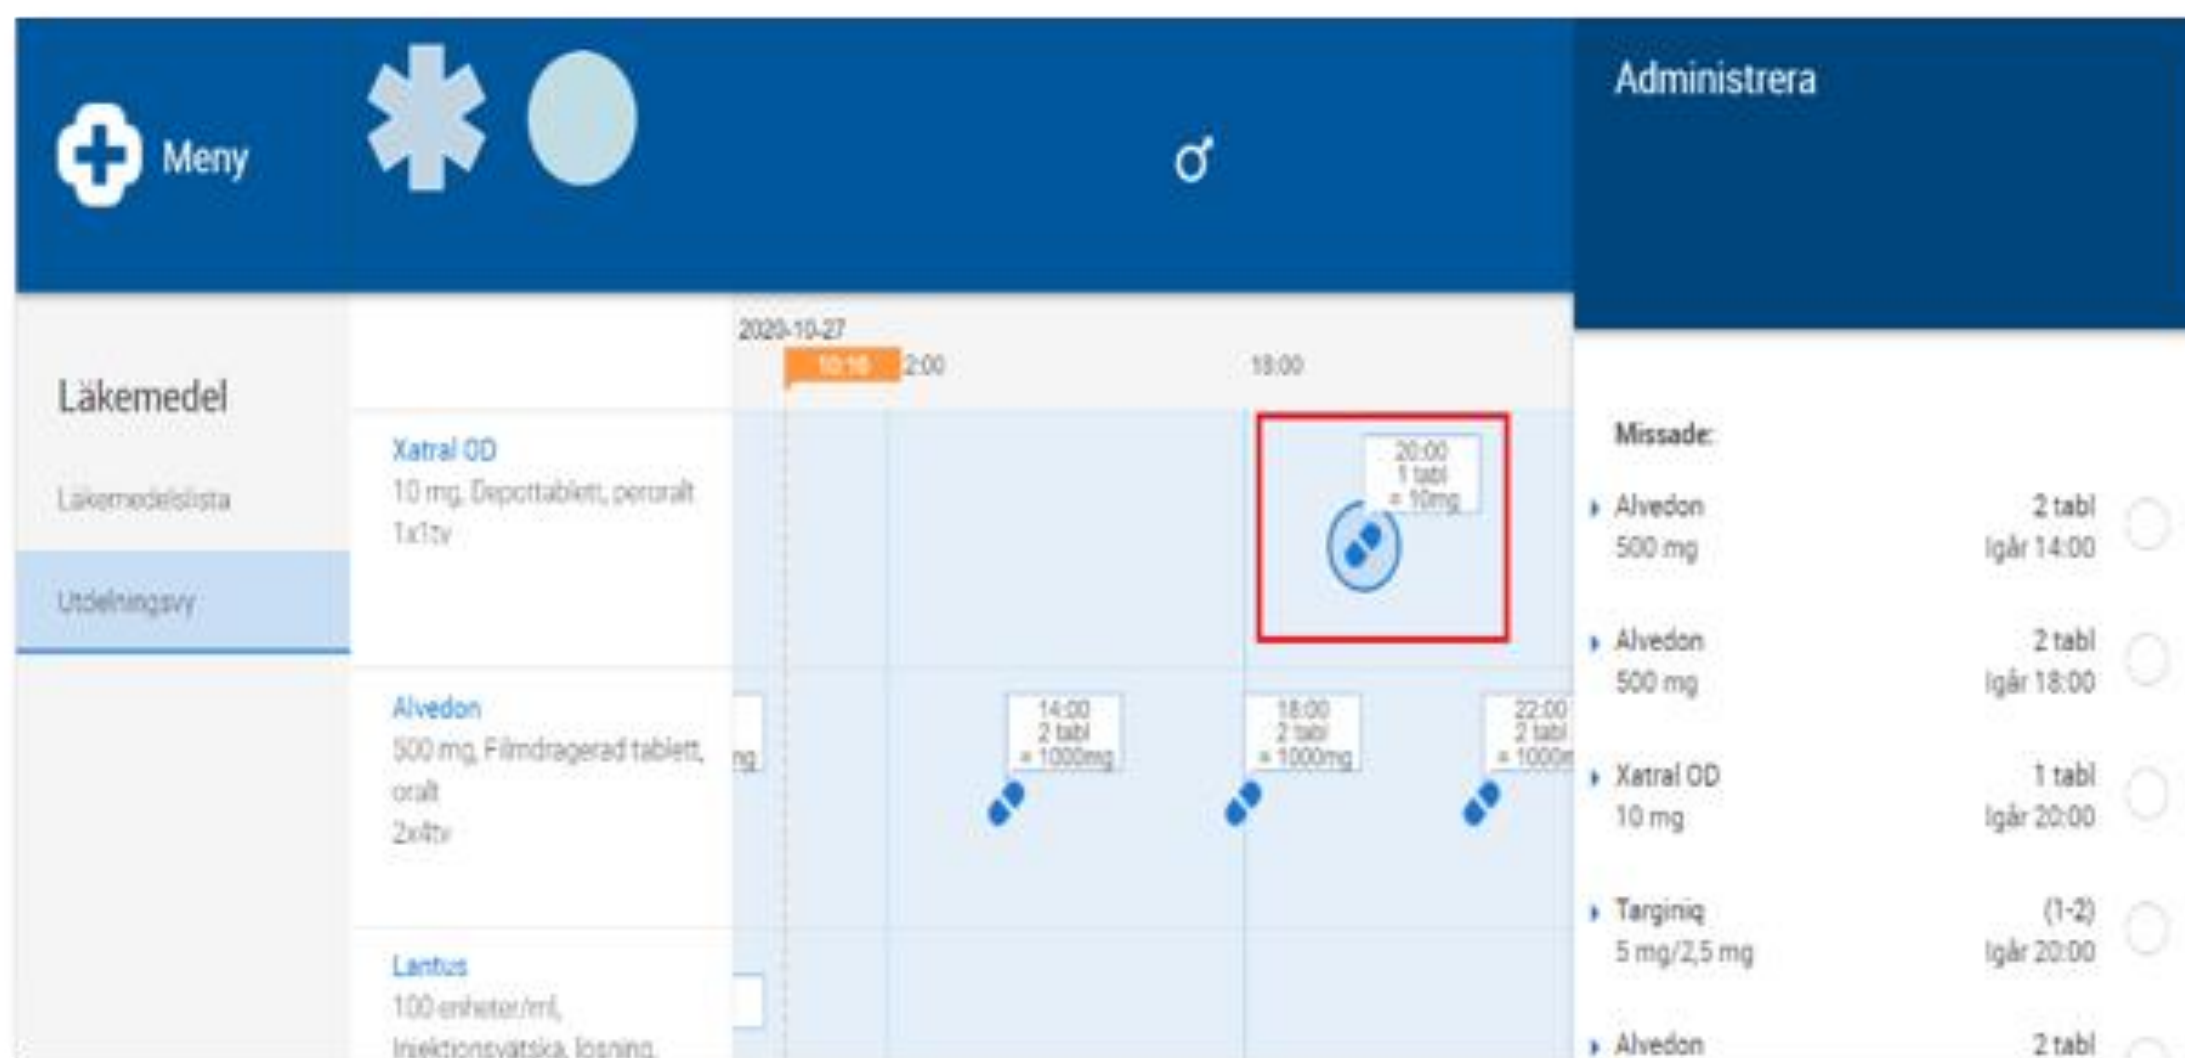 Meny
Administrera
Läkemedel
Läkemedelslista
Utdelningsvy
2020-10-27
10:16
2:00
18:00
Xatral OD
10 mg, Depottablett, peroralt
1x1tv
20:00
1 tabl
= 10mg
Alvedon
500 mg, Filmdragerad tablett,
oralt
2x4tv
ng
14:00
2 tabl
= 1000mg
18:00
2 tabl
= 1000mg
22:00
2 tabl
= 1000m
Lantus
100 enheter/ml,
Injektionsvätska, lösning,
Missade:
Alvedon 2 tabl
500 mg Igår 14:00
Alvedon 2 tabl
500 mg Igår 18:00
Xatral OD 1 tabl
10 mg Igår 20:00
Targiniq (1-2)
5 mg/2,5 mg Igår 20:00
Alvedon 2 tabl